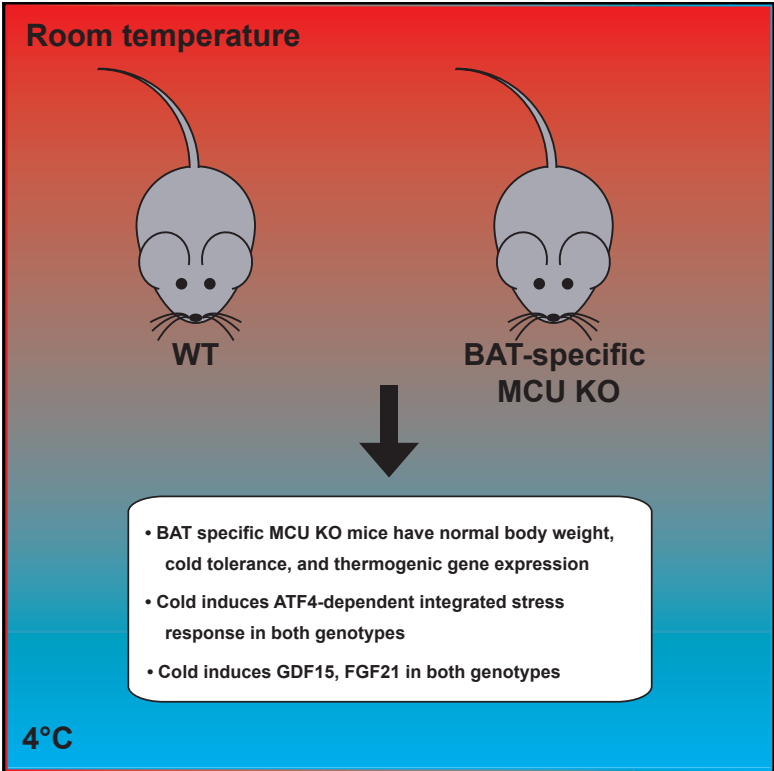 Room temperature
WT
BAT-specific
MCU KO
• BAT specific MCU KO mice have normal body weight,
cold tolerance, and thermogenic gene expression
• Cold induces ATF4-dependent integrated stress
response in both genotypes
• Cold induces GDF15, FGF21 in both genotypes
4°C